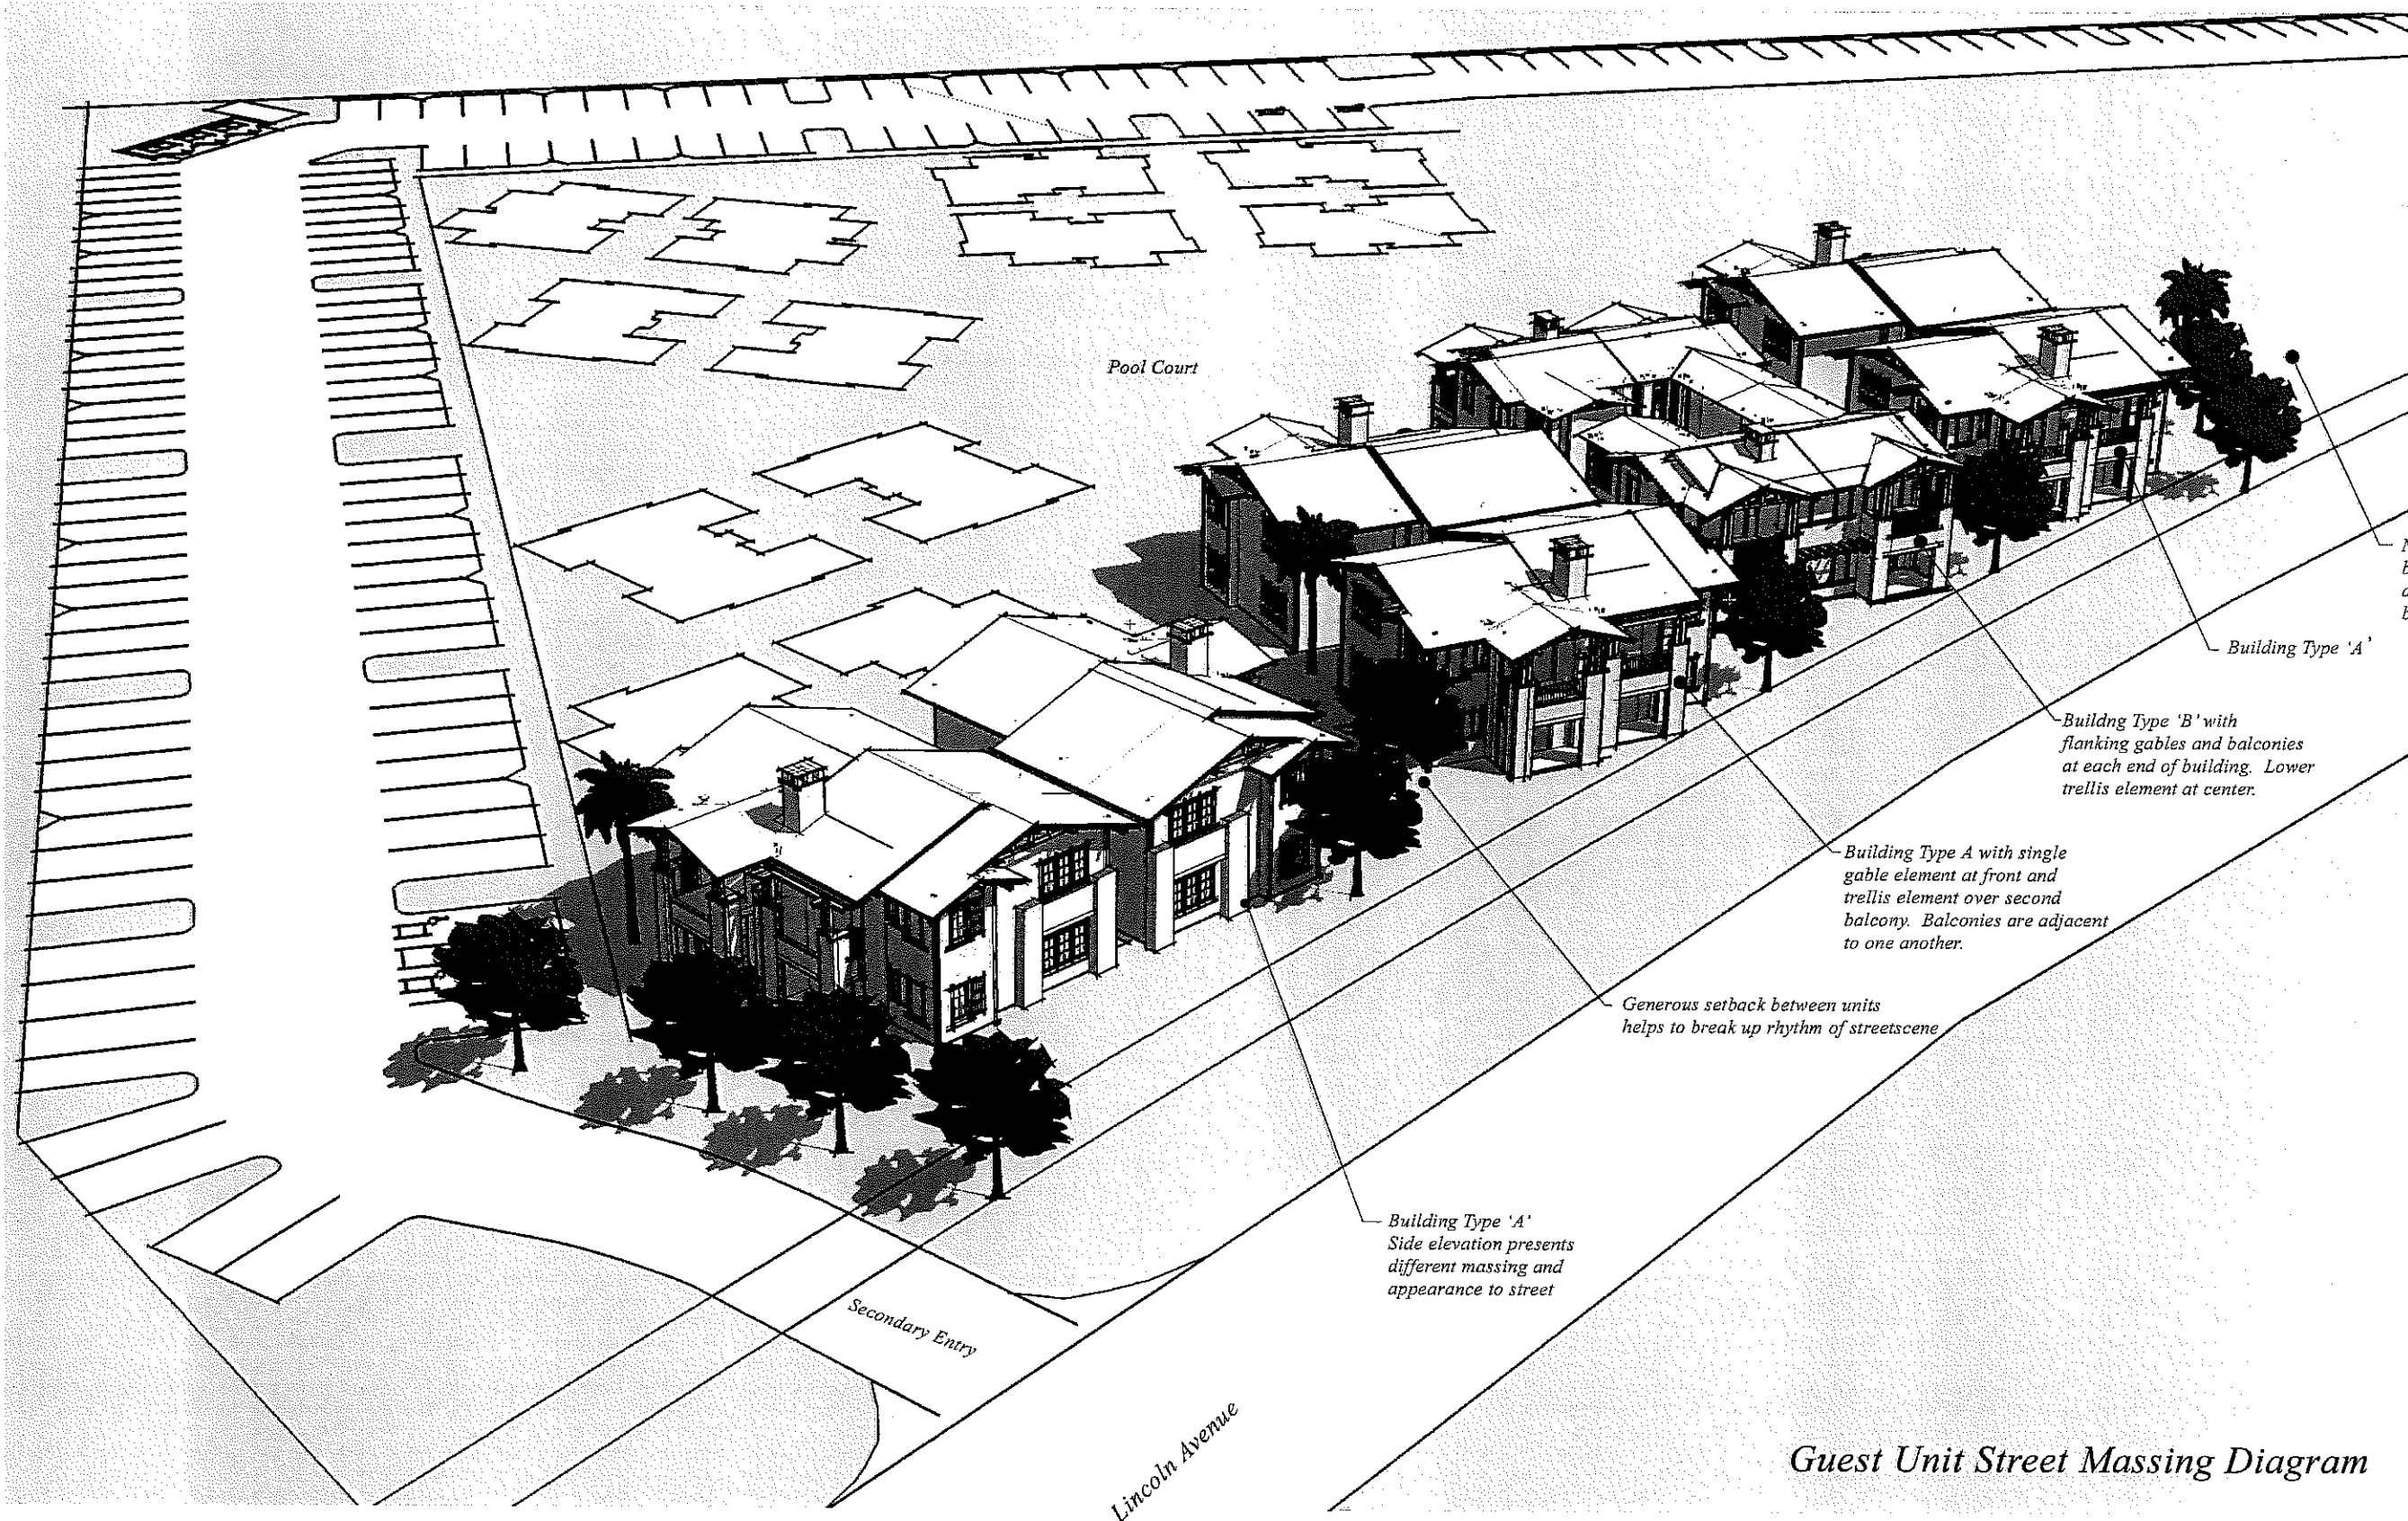 Pool Court
Building Type 'A'
Buildng Type 'B' with
flanking gables and balconies
at each end of building. Lower
trellis element at center.
Building Type A with single
gable element at front and
trellis element over second
balcony. Balconies are adjacent
to one another.
Generous setback between units
helps to break up rhythm of streetscene
Building Type 'A'
Side elevation presents
different massing and
appearance to street
Secondary Entry
Lincoln Avenue
Guest Unit Street Massing Diagram